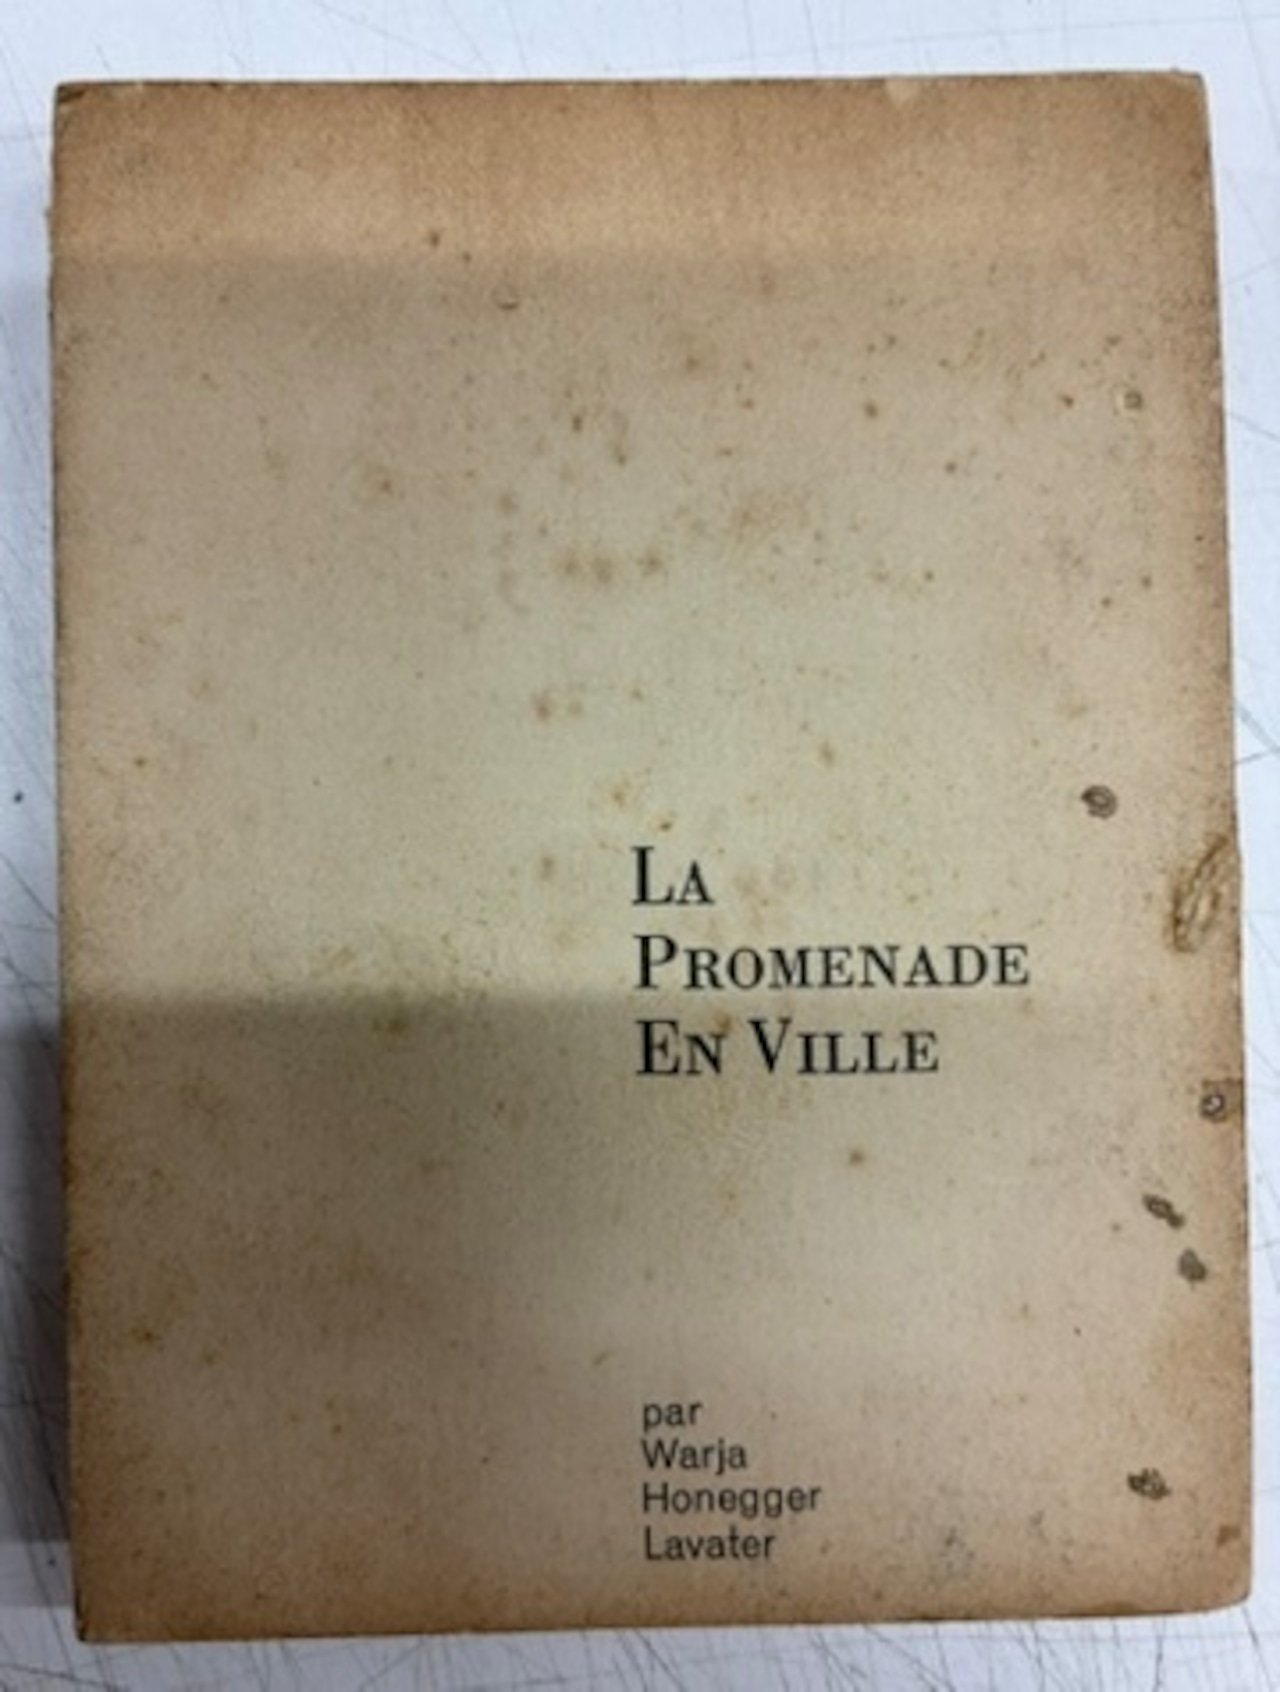 La
Promenade
En Ville
par
Warja
Honegger
Lavater